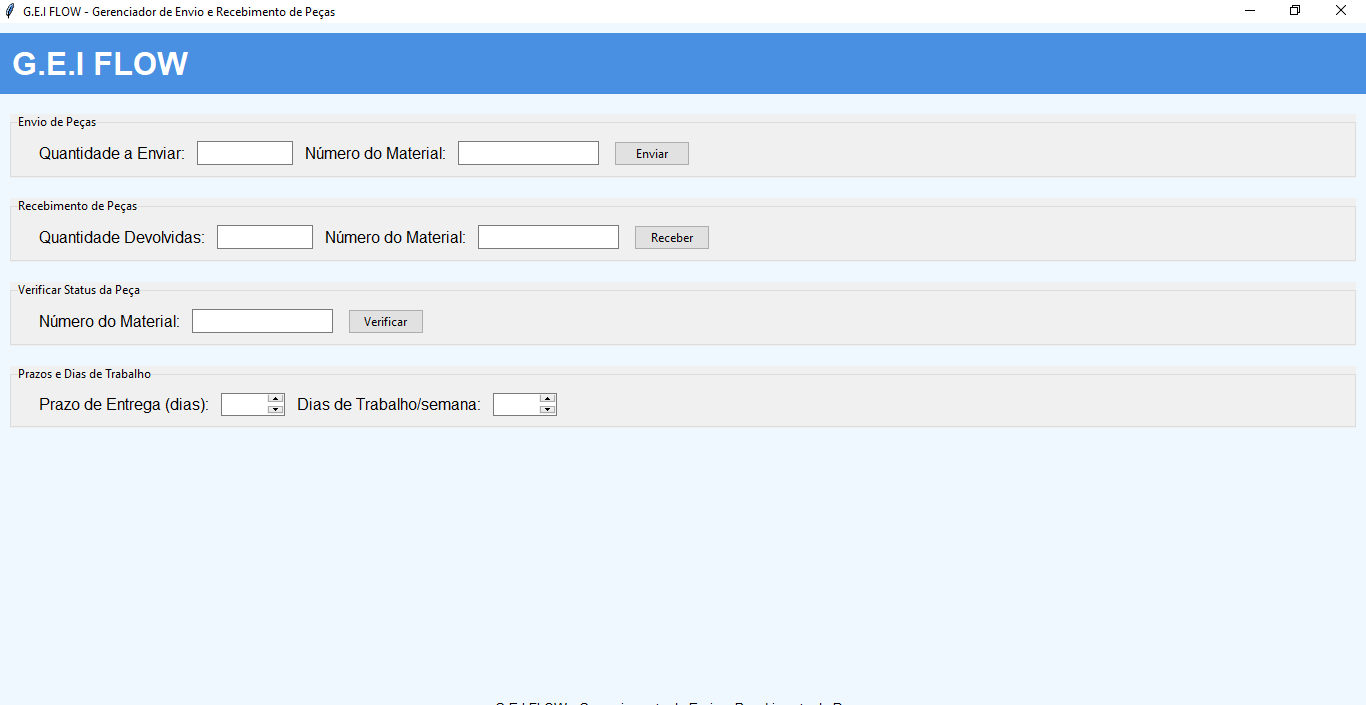 G.E.I FLOW - Gerenciador de Envio e Recebimento de Peças
G.E.I FLOW
Envio de Peças
Quantidade a Enviar: Número do Material: Enviar
Recebimento de Peças
Quantidade Devolvidas: Número do Material: Receber
Verificar Status da Peça
Número do Material: Verificar
Prazos e Dias de Trabalho
Prazo de Entrega (dias): Dias de Trabalho/semana: